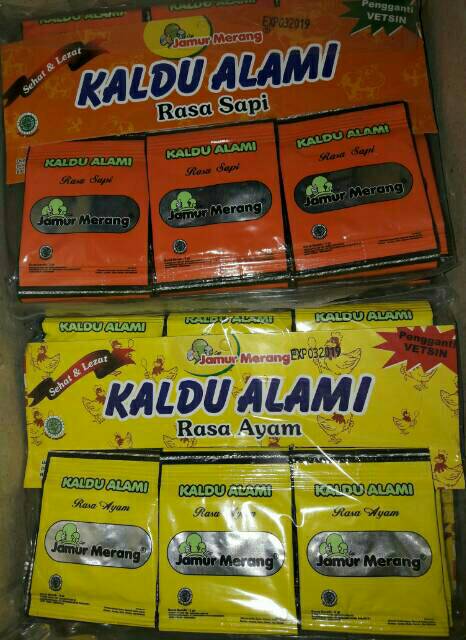 EXP032019
Pengganti
VETSIN
Jamur Merang
Sehat & Lezat
KALDU ALAMI
Rasa Sapi
KALDU ALAMI
Rasa Sapi
Jamur Merang
KALDU ALAMI
Rasa Sapi
Jamur Merang
KALDU ALAMI
Rasa Sapi
Jamur Merang
KALDU ALAMI
KALDU ALAMI
KALDU ALAMI
Jamur Merang
EXP032019
Pengganti
VETSIN
Sehat & Lezat
KALDU ALAMI
Rasa Ayam
KALDU ALAMI
Rasa Ayam
Jamur Merang®
KALDU ALAMI
Rasa Ayam
Jamur Merang®
KALDU ALAMI
Rasa Ayam
Jamur Merang®